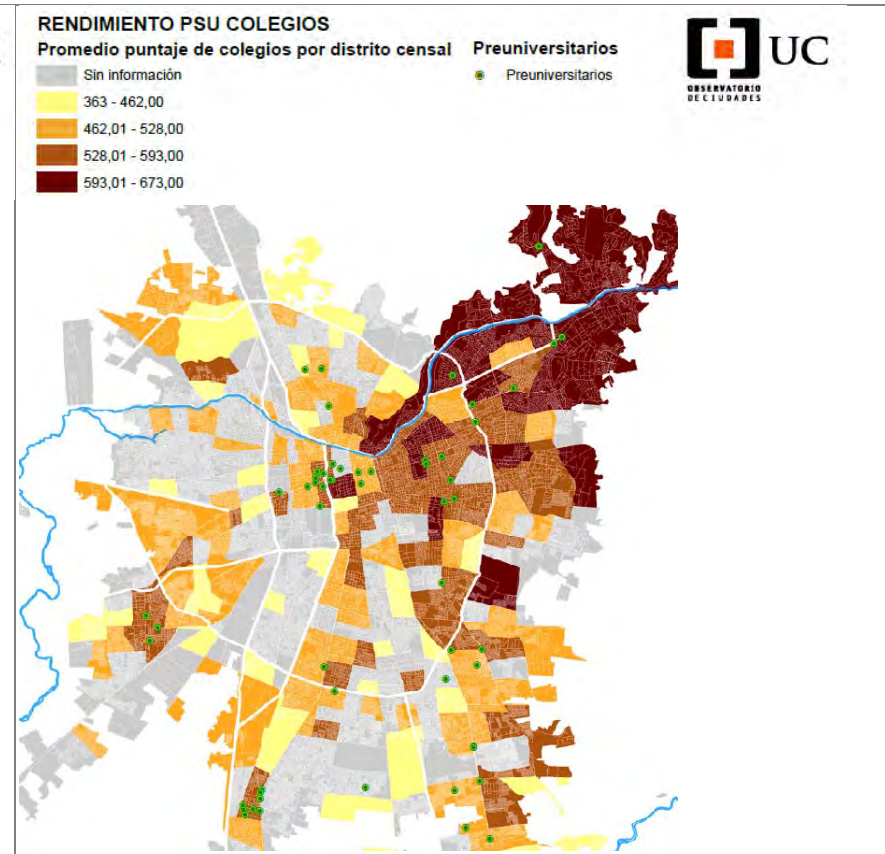 RENDIMIENTO PSU COLEGIOS
Promedio puntaje de colegios por distrito censal
Sin información
363 - 462,00
462,01 - 528,00
528,01 - 593,00
593,01 - 673,00
Preuniversitarios
Preuniversitarios
UC
OBSERVATORIO
DE CIUDADES